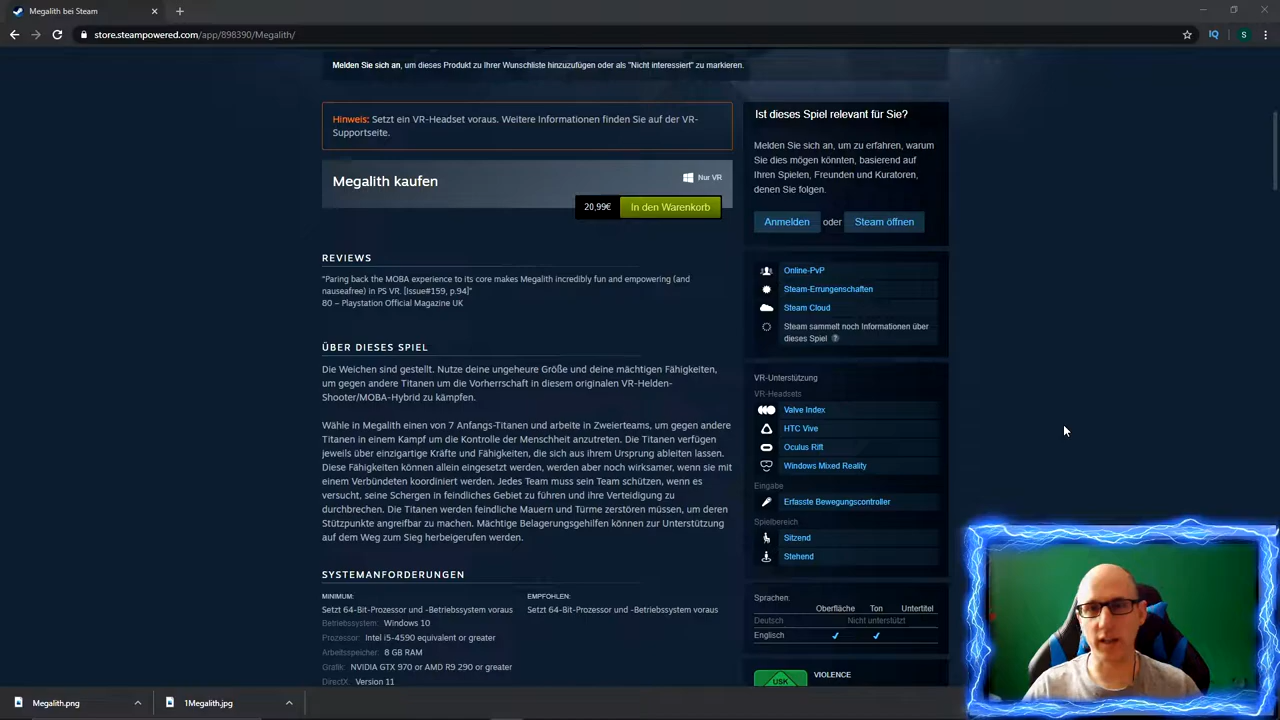 Megalith bei Steam
store.steampowered.com/app/898390/Megalith/
IQ
S
Melden Sie sich an, um dieses Produkt zu Ihrer Wunschliste hinzuzufügen oder als "Nicht interessiert" zu markieren.
Hinweis: Setzt ein VR-Headset voraus. Weitere Informationen finden Sie auf der VR-
Supportseite.
Megalith kaufen
Nur VR
20,99€
In den Warenkorb
REVIEWS
"Paring back the MOBA experience to its core makes Megalith incredibly fun and empowering (and
nauseafree) in PS VR. [Issue#159, p.94]"
80 – Playstation Official Magazine UK
ÜBER DIESES SPIEL
Die Weichen sind gestellt. Nutze deine ungeheure Größe und deine mächtigen Fähigkeiten,
um gegen andere Titanen um die Vorherrschaft in diesem originalen VR-Helden-
Shooter/MOBA-Hybrid zu kämpfen.
Wähle in Megalith einen von 7 Anfangs-Titanen und arbeite in Zweierteams, um gegen andere
Titanen in einem Kampf um die Kontrolle der Menschheit anzutreten. Die Titanen verfügen
jeweils über einzigartige Kräfte und Fähigkeiten, die sich aus ihrem Ursprung ableiten lassen.
Diese Fähigkeiten können allein eingesetzt werden, werden aber noch wirksamer, wenn sie mit
einem Verbündeten koordiniert werden. Jedes Team muss sein Team schützen, wenn es
versucht, seine Schergen in feindliches Gebiet zu führen und ihre Verteidigung zu
durchbrechen. Die Titanen werden feindliche Mauern und Türme zerstören müssen, um deren
Stützpunkte angreifbar zu machen. Mächtige Belagerungsgehilfen können zur Unterstützung
auf dem Weg zum Sieg herbeigerufen werden.
SYSTEMANFORDERUNGEN
MINIMUM:
Setzt 64-Bit-Prozessor und -Betriebssystem voraus
Betriebssystem: Windows 10
Prozessor: Intel i5-4590 equivalent or greater
Arbeitsspeicher: 8 GB RAM
Grafik: NVIDIA GTX 970 or AMD R9 290 or greater
DirectX: Version 11
EMPFOHLEN:
Setzt 64-Bit-Prozessor und -Betriebssystem voraus
Ist dieses Spiel relevant für Sie?
Melden Sie sich an, um zu erfahren, warum
Sie dies mögen könnten, basierend auf
Ihren Spielen, Freunden und Kuratoren,
denen Sie folgen.
Anmelden oder Steam öffnen
Online-PvP
Steam-Errungenschaften
Steam Cloud
Steam sammelt noch Informationen über
dieses Spiel ?
VR-Unterstützung
VR-Headsets
Valve Index
HTC Vive
Oculus Rift
Windows Mixed Reality
Eingabe
Erfasste Bewegungscontroller
Spielbereich
Sitzend
Stehend
Sprachen:
Oberfläche Ton Untertitel
Deutsch Nicht unterstützt
Englisch ✔ ✔
USK
VIOLENCE
Megalith.png
1Megalith.jpg